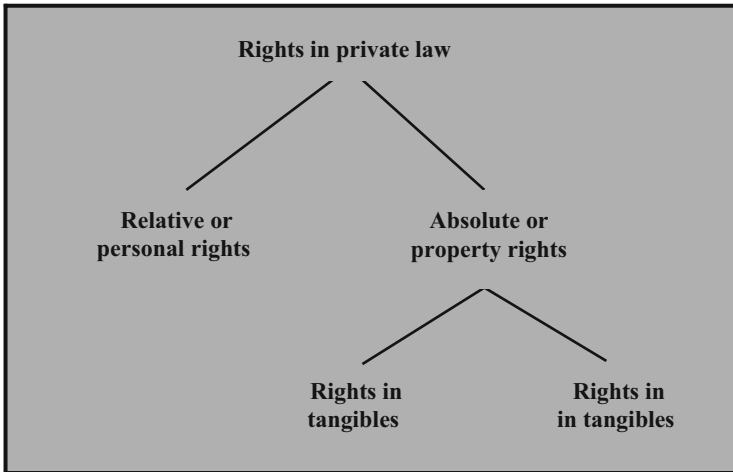 Rights in private law
Relative or
personal rights
Absolute or
property rights
Rights in
tangibles
Rights in
in tangibles